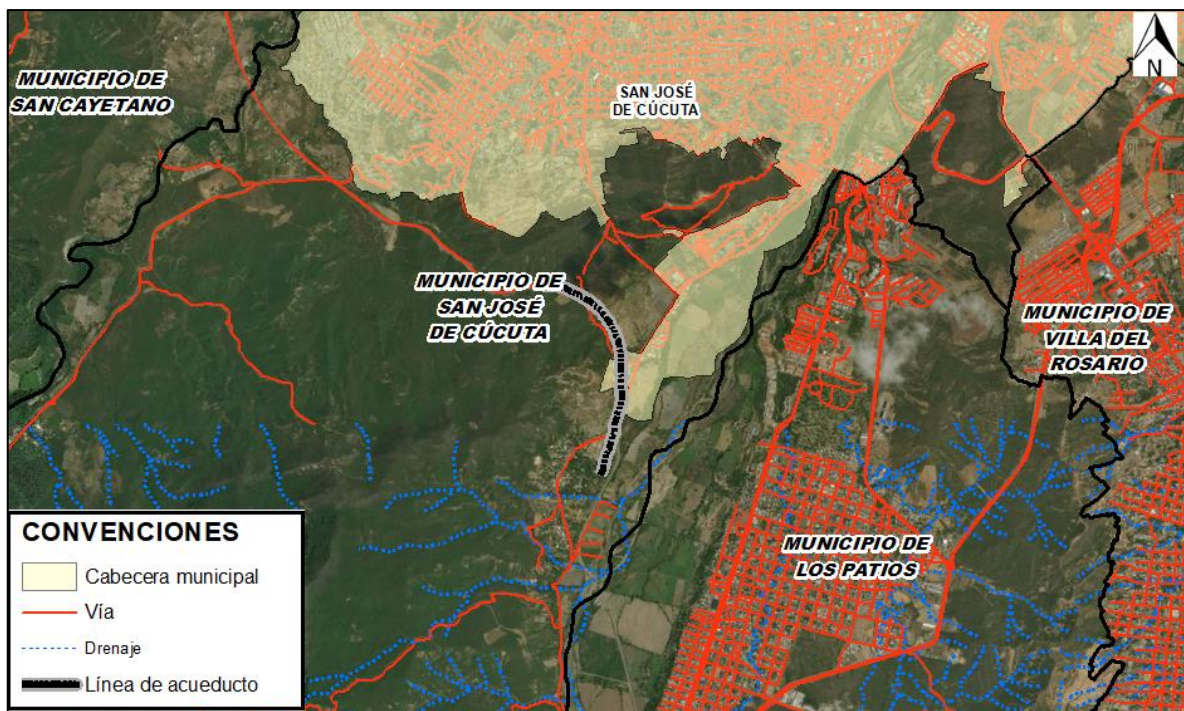 MUNICIPIO DE
SAN CAYETANO
SAN JOSÉ
DE CÚCUTA
N
MUNICIPIO DE
SAN JOSÉ
DE CÚCUTA
MUNICIPIO DE
VILLA DEL
ROSARIO
MUNICIPIO DE
LOS PATIOS
CONVENCIONES
Cabecera municipal
Vía
Drenaje
Línea de acueducto